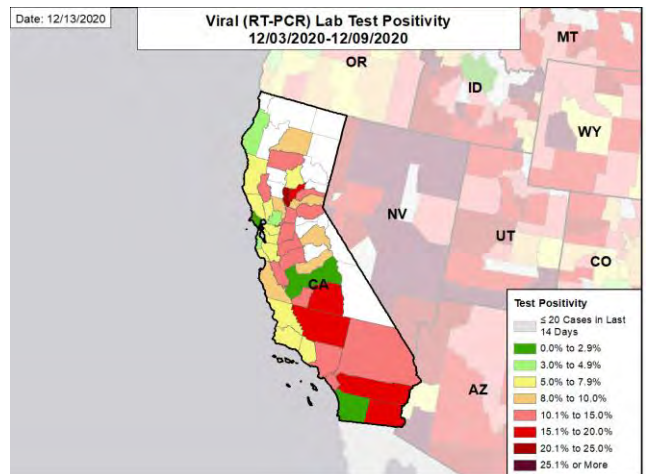 Date: 12/13/2020
Viral (RT-PCR) Lab Test Positivity
12/03/2020-12/09/2020
MT
OR
ID
WY
NV
UT
CO
CA
AZ
Test Positivity
≤ 20 Cases in Last
14 Days
0.0% to 2.9%
3.0% to 4.9%
5.0% to 7.9%
8.0% to 10.0%
10.1% to 15.0%
15.1% to 20.0%
20.1% to 25.0%
25.1% or More